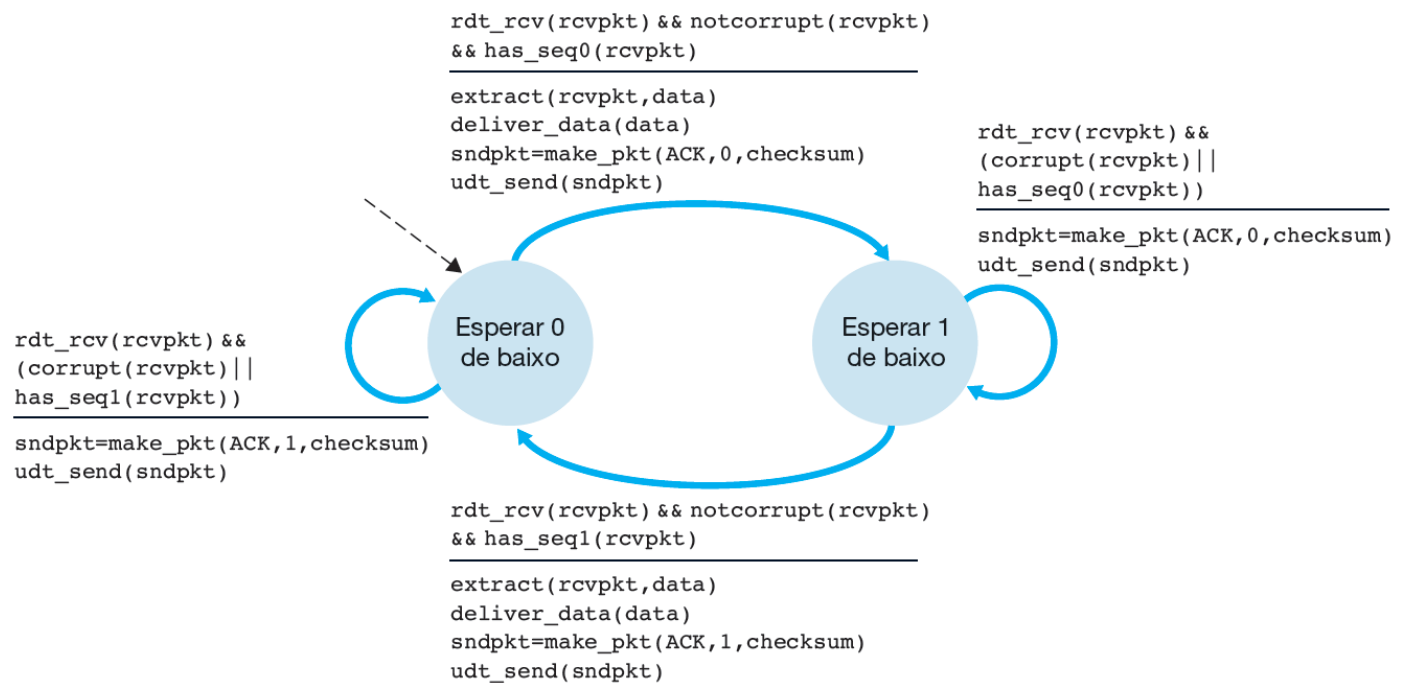 rdt_rcv(rcvpkt) && notcorrupt(rcvpkt)
&& has_seq0(rcvpkt)
extract(rcvpkt,data)
deliver_data(data)
sndpkt=make_pkt(ACK,0,checksum)
udt_send(sndpkt)
rdt_rcv(rcvpkt) &&
(corrupt(rcvpkt)||
has_seq0(rcvpkt))
sndpkt=make_pkt(ACK,0,checksum)
udt_send(sndpkt)
Esperar 0
de baixo
Esperar 1
de baixo
rdt_rcv(rcvpkt) &&
(corrupt(rcvpkt)||
has_seq1(rcvpkt))
sndpkt=make_pkt(ACK,1,checksum)
udt_send(sndpkt)
rdt_rcv(rcvpkt) && notcorrupt(rcvpkt)
&& has_seq1(rcvpkt)
extract(rcvpkt,data)
deliver_data(data)
sndpkt=make_pkt(ACK,1,checksum)
udt_send(sndpkt)